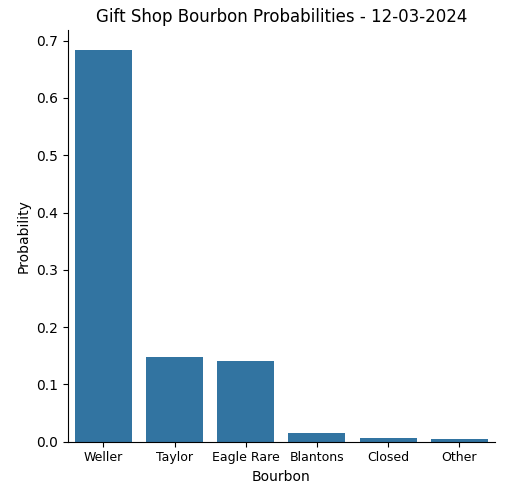 Gift Shop Bourbon Probabilities - 12-03-2024
0.7
0.6
0.5
0.4
0.3
0.2
0.1
0.0
Probability
Weller Taylor Eagle Rare Blantons Closed Other
Bourbon